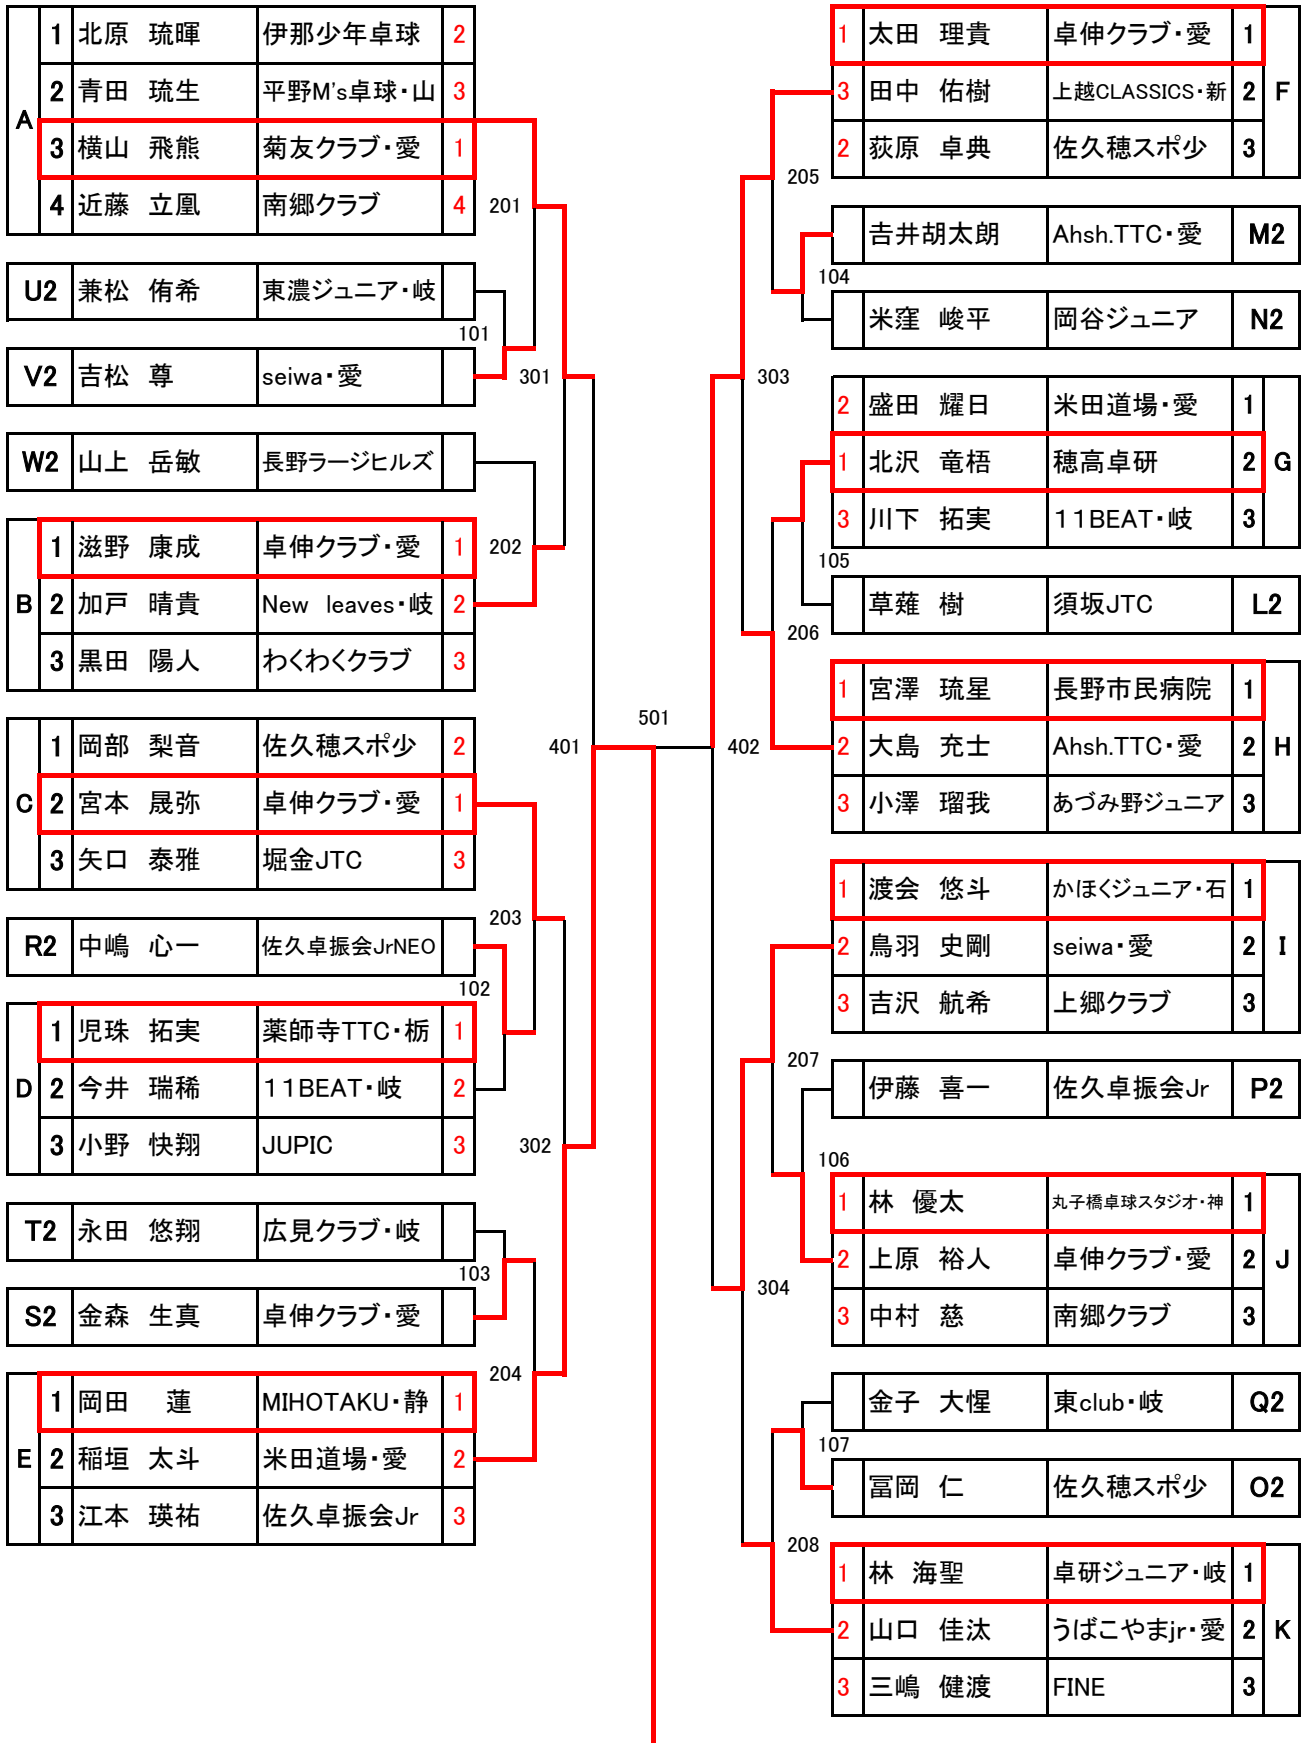 A
1 北原 琉暉 伊那少年卓球 2
2 青田 琉生 平野M's卓球・山 3
3 横山 飛熊 菊友クラブ・愛 1
4 近藤 立凰 南郷クラブ 4
201
U2 兼松 侑希 東濃ジュニア・岐
101
V2 吉松 尊 seiwa・愛
301
W2 山上 岳敏 長野ラージヒルズ
B
1 滋野 康成 卓伸クラブ・愛 1
202
2 加戸 晴貴 New leaves・岐 2
3 黒田 陽人 わくわくクラブ 3
401
C
1 岡部 梨音 佐久穂スポ少 2
2 宮本 晟弥 卓伸クラブ・愛 1
3 矢口 泰雅 堀金JTC 3
203
R2 中嶋 心一 佐久卓振会JrNEO
102
D
1 児珠 拓実 薬師寺TTC・栃 1
2 今井 瑞稀 11BEAT・岐 2
3 小野 快翔 JUPIC 3
302
T2 永田 悠翔 広見クラブ・岐
103
S2 金森 生真 卓伸クラブ・愛
204
E
1 岡田 蓮 MIHOTAKU・静 1
2 稲垣 太斗 米田道場・愛 2
3 江本 瑛祐 佐久卓振会Jr 3
501
1 太田 理貴 卓伸クラブ・愛 1
3 田中 佑樹 上越CLASSICS・新 2
2 荻原 卓典 佐久穂スポ少 3
F
205
吉井胡太朗 Ahsh.TTC・愛 M2
104
米窪 峻平 岡谷ジュニア N2
303
2 盛田 耀日 米田道場・愛 1
1 北沢 竜梧 穂高卓研 2
3 川下 拓実 11BEAT・岐 3
G
105
草薙 樹 須坂JTC L2
206
1 宮澤 琉星 長野市民病院 1
2 大島 充士 Ahsh.TTC・愛 2
3 小澤 瑠我 あづみ野ジュニア 3
H
402
1 渡会 悠斗 かほくジュニア・石 1
2 鳥羽 史剛 seiwa・愛 2
3 吉沢 航希 上郷クラブ 3
I
207
伊藤 喜一 佐久卓振会Jr P2
106
1 林 優太 丸子橋卓球スタジオ・神 1
2 上原 裕人 卓伸クラブ・愛 2
3 中村 慈 南郷クラブ 3
J
304
金子 大惺 東club・岐 Q2
107
冨岡 仁 佐久穂スポ少 O2
208
1 林 海聖 卓研ジュニア・岐 1
2 山口 佳汰 うばこやまjr・愛 2
3 三嶋 健渡 FINE 3
K